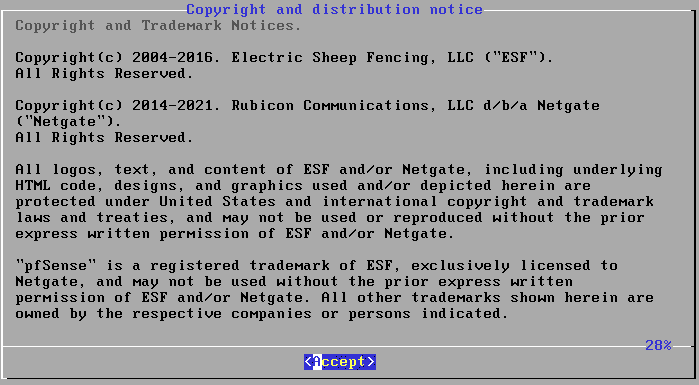 Copyright and distribution notice
Copyright and Trademark Notices.
Copyright(c) 2004-2016. Electric Sheep Fencing, LLC ("ESF").
All Rights Reserved.
Copyright(c) 2014-2021. Rubicon Communications, LLC d/b/a Netgate
("Netgate").
All Rights Reserved.
All logos, text, and content of ESF and/or Netgate, including underlying
HTML code, designs, and graphics used and/or depicted herein are
protected under United States and international copyright and trademark
laws and treaties, and may not be used or reproduced without the prior
express written permission of ESF and/or Netgate.
"pfSense" is a registered trademark of ESF, exclusively licensed to
Netgate, and may not be used without the prior express written
permission of ESF and/or Netgate. All other trademarks shown herein are
owned by the respective companies or persons indicated.
28%
<Accept>